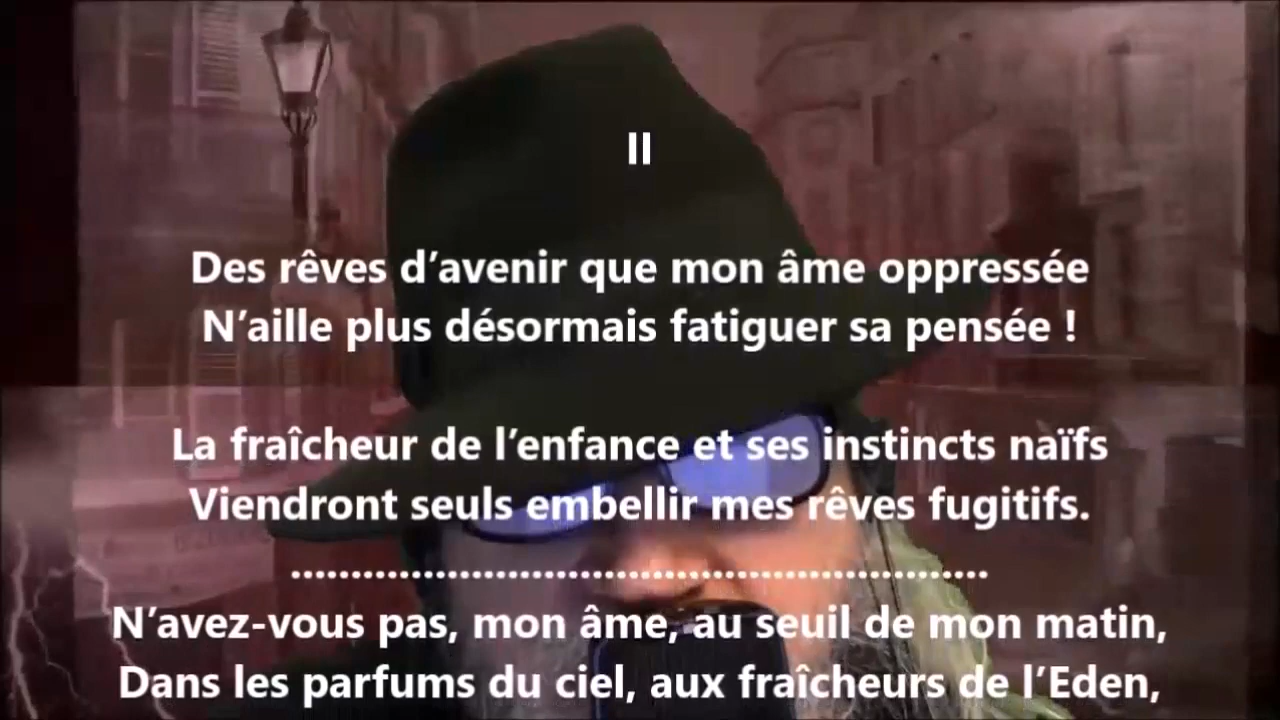 II
Des rêves d’avenir que mon âme oppressée
N’aille plus désormais fatiguer sa pensée !
La fraîcheur de l’enfance et ses instincts naïfs
Viendront seuls embellir mes rêves fugitifs.
..........................................................
N’avez-vous pas, mon âme, au seuil de mon matin,
Dans les parfums du ciel, aux fraîcheurs de l’Eden,